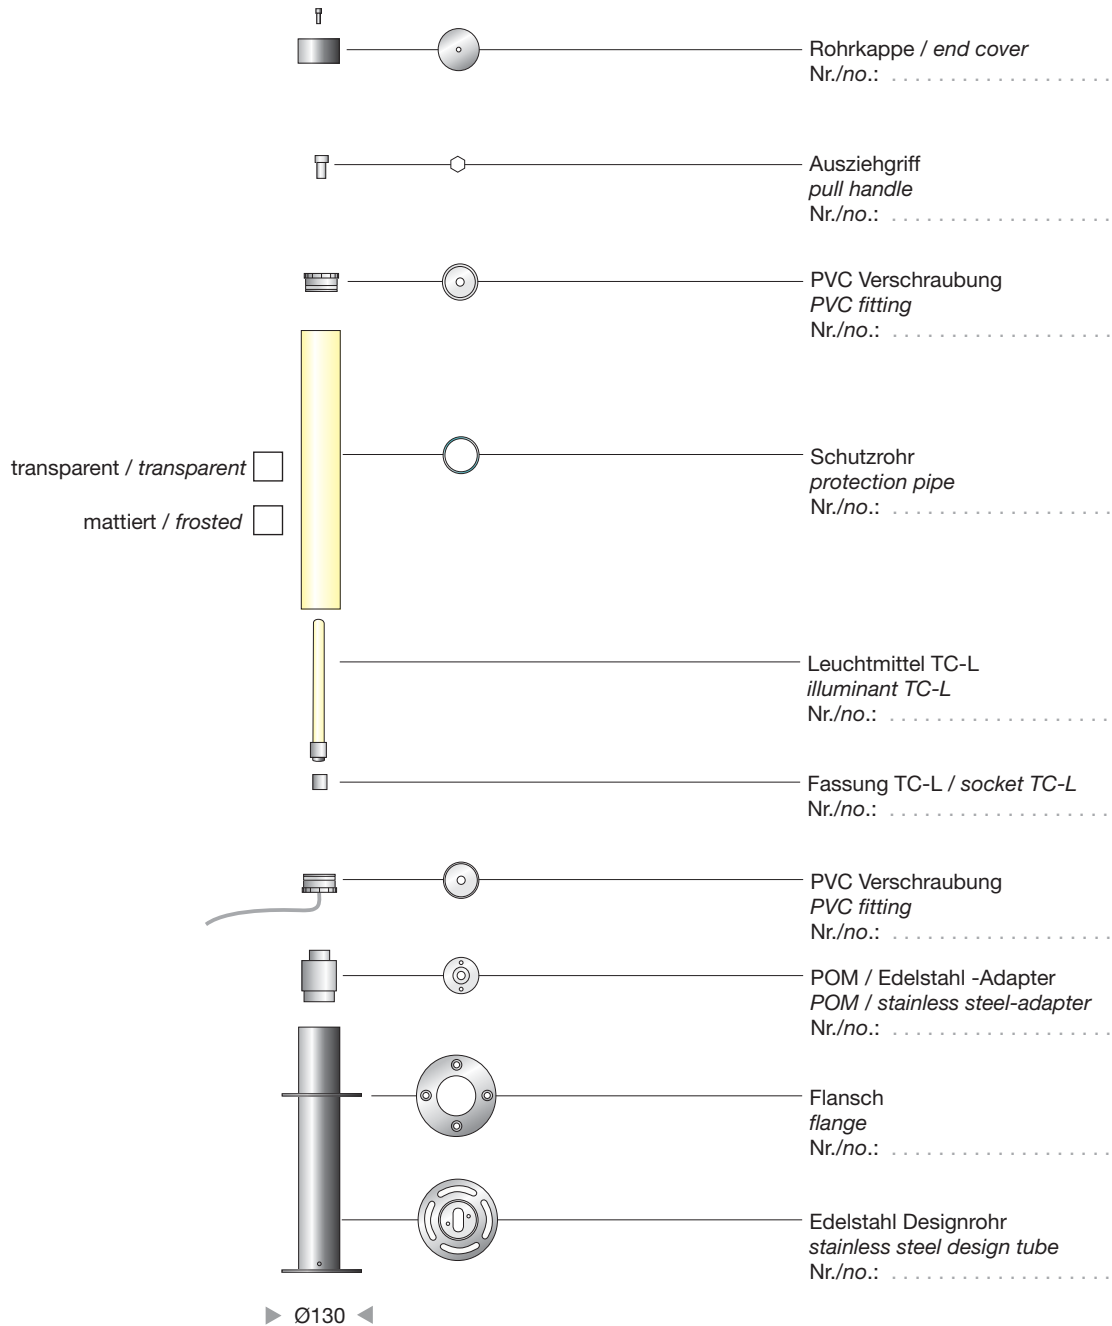 Rohrkappe / end cover
Nr./no.: . . . . . . . . . . . . . . . . . . .
Ausziehgriff
pull handle
Nr./no.: . . . . . . . . . . . . . . . . . . .
PVC Verschraubung
PVC fitting
Nr./no.: . . . . . . . . . . . . . . . . . . .
transparent / transparent
mattiert / frosted
Schutzrohr
protection pipe
Nr./no.: . . . . . . . . . . . . . . . . . . .
Leuchtmittel TC-L
illuminant TC-L
Nr./no.: . . . . . . . . . . . . . . . . . . .
Fassung TC-L / socket TC-L
Nr./no.: . . . . . . . . . . . . . . . . . . .
PVC Verschraubung
PVC fitting
Nr./no.: . . . . . . . . . . . . . . . . . . .
POM / Edelstahl -Adapter
POM / stainless steel-adapter
Nr./no.: . . . . . . . . . . . . . . . . . . .
Flansch
flange
Nr./no.: . . . . . . . . . . . . . . . . . . .
Edelstahl Designrohr
stainless steel design tube
Nr./no.: . . . . . . . . . . . . . . . . . . .
Ø130